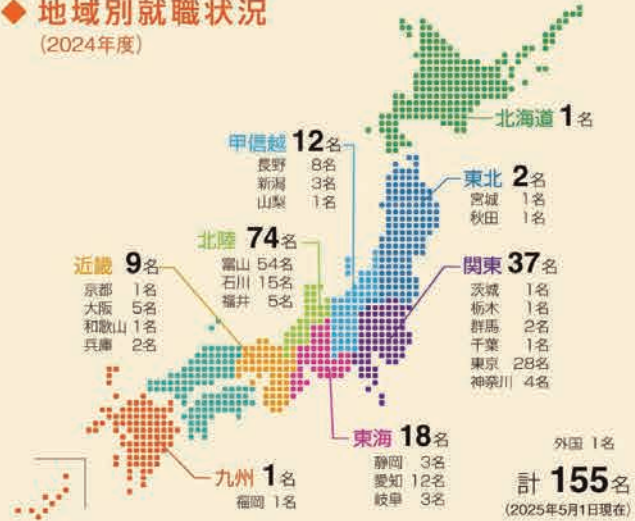 ◆ 地域別就職状況
（2024年度）
北海道 1名
甲信越 12名
長野 8名
新潟 3名
山梨 1名
東北 2名
宮城 1名
秋田 1名
北陸 74名
富山 54名
石川 15名
福井 5名
近畿 9名
京都 1名
大阪 5名
和歌山 1名
兵庫 2名
関東 37名
茨城 1名
栃木 1名
群馬 2名
千葉 1名
東京 28名
神奈川 4名
東海 18名
静岡 3名
愛知 12名
岐阜 3名
九州 1名
福岡 1名
外国 1名
計 155名
（2025年5月1日現在）